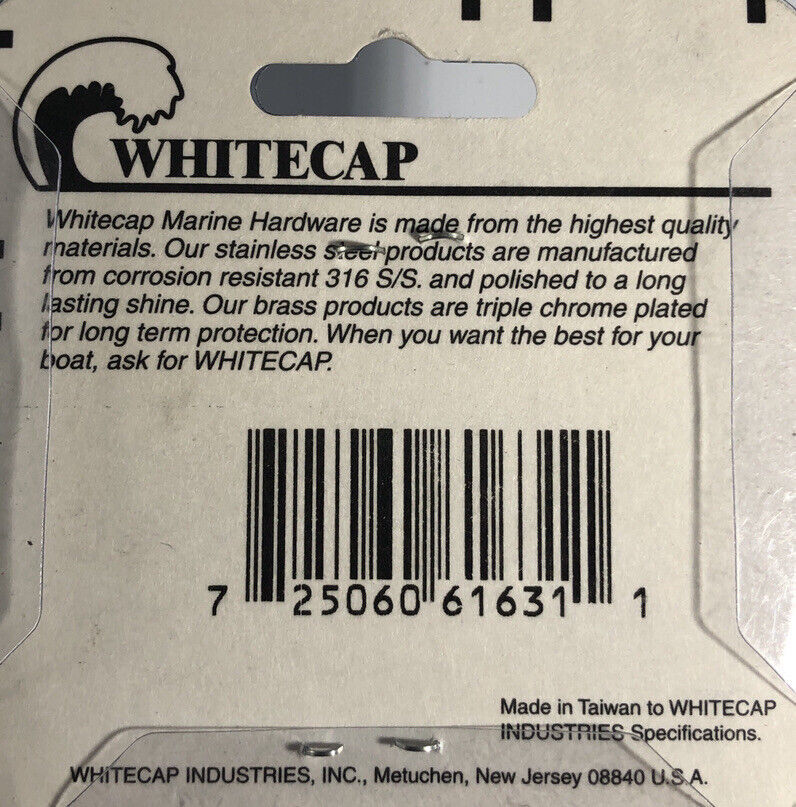 WHITECAP
Whitecap Marine Hardware is made from the highest quality
materials. Our stainless steel products are manufactured
from corrosion resistant 316 S/S. and polished to a long
lasting shine. Our brass products are triple chrome plated
for long term protection. When you want the best for your
boat, ask for WHITECAP.
7 25060 61631 1
Made in Taiwan to WHITECAP
INDUSTRIES Specifications.
WHITECAP INDUSTRIES, INC., Metuchen, New Jersey 08840 U.S.A.